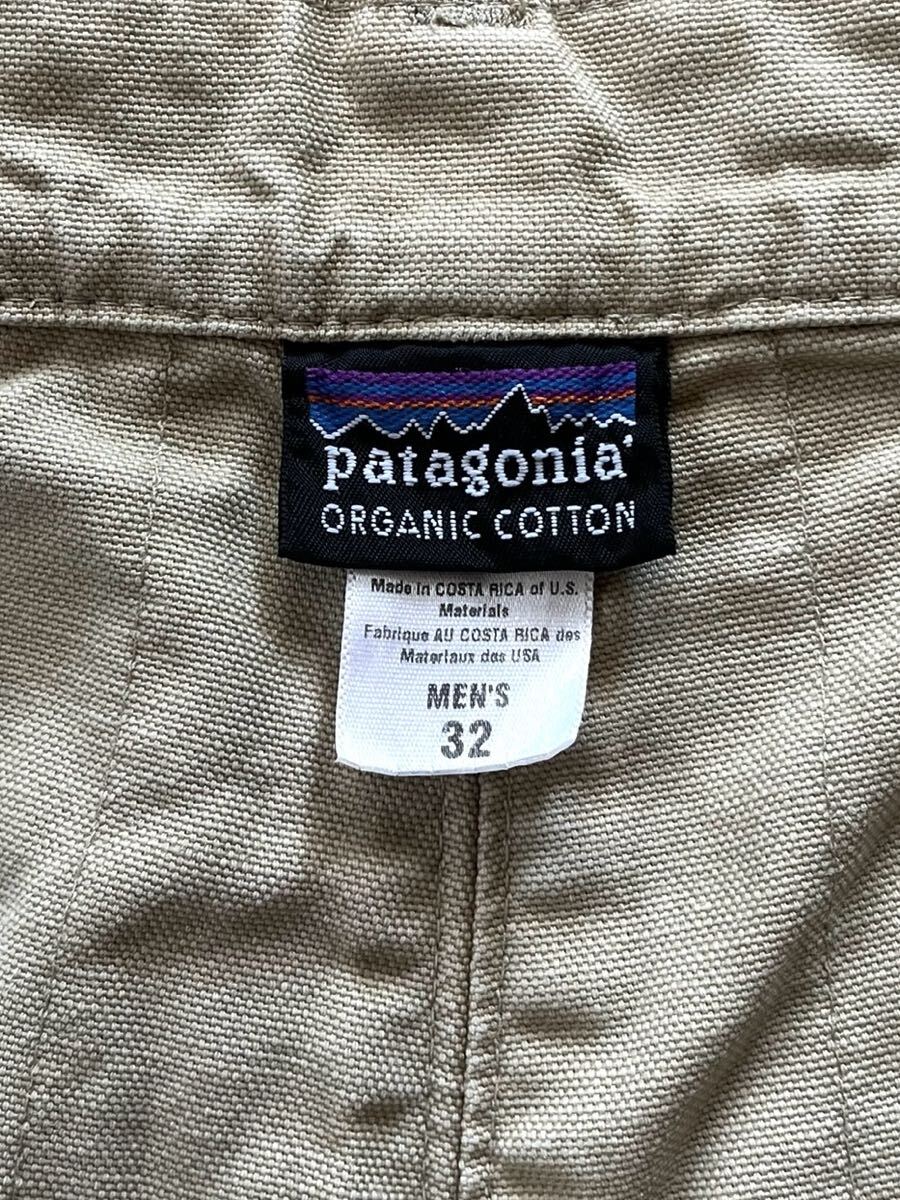 patagonia
ORGANIC COTTON
Made in COSTA RICA of U.S.
Materials
Fabrique AU COSTA RICA des
Materiaux des USA
MEN'S
32